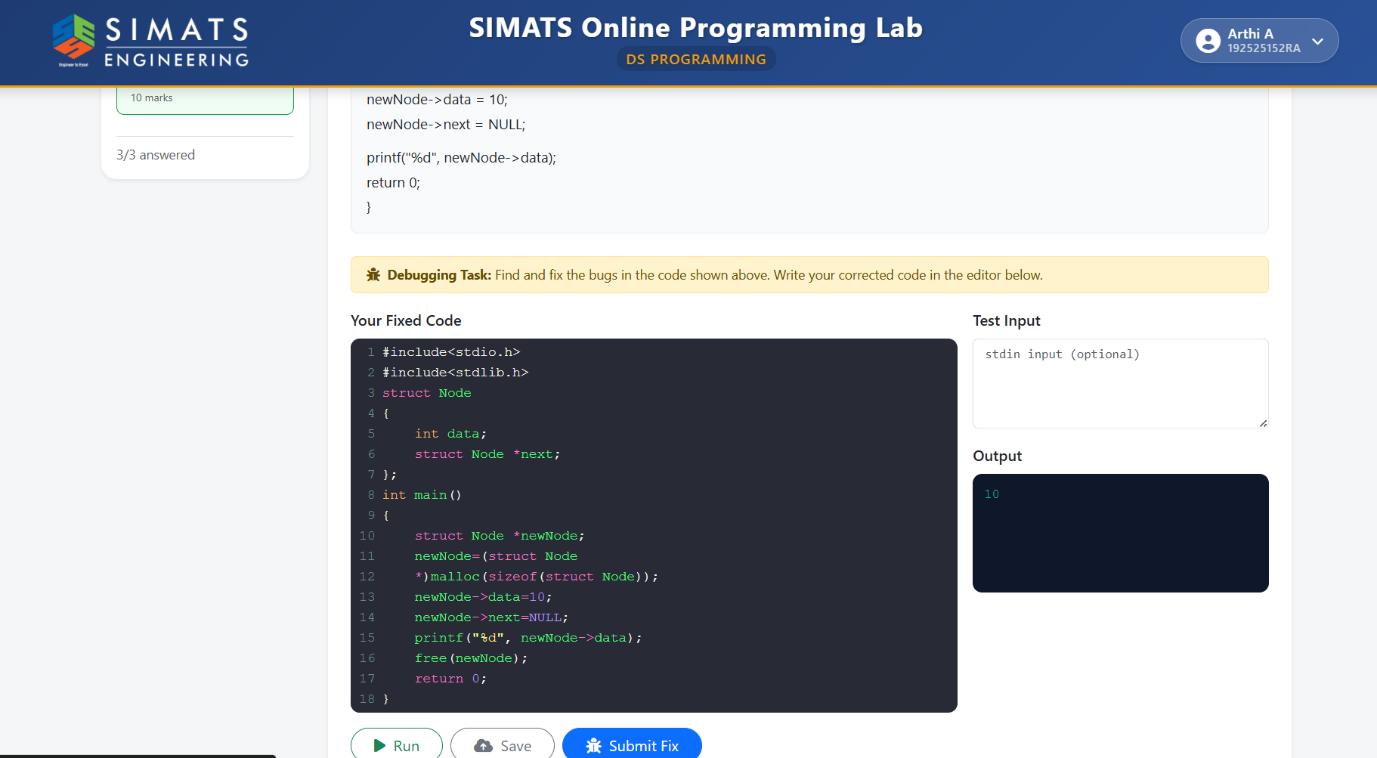 SIMATS
ENGINEERING
Engineer to Excel
SIMATS Online Programming Lab
DS PROGRAMMING
Arthi A
192525152RA
10 marks
3/3 answered
newNode->data = 10;
newNode->next = NULL;
printf("%d", newNode->data);
return 0;
}
Debugging Task: Find and fix the bugs in the code shown above. Write your corrected code in the editor below.
Your Fixed Code
1 #include<stdio.h>
2 #include<stdlib.h>
3 struct Node
4 {
5     int data;
6     struct Node *next;
7 };
8 int main()
9 {
10     struct Node *newNode;
11     newNode=(struct Node
12     *)malloc(sizeof(struct Node));
13     newNode->data=10;
14     newNode->next=NULL;
15     printf("%d", newNode->data);
16     free(newNode);
17     return 0;
18 }
Test Input
stdin input (optional)
Output
10
Run
Save
Submit Fix